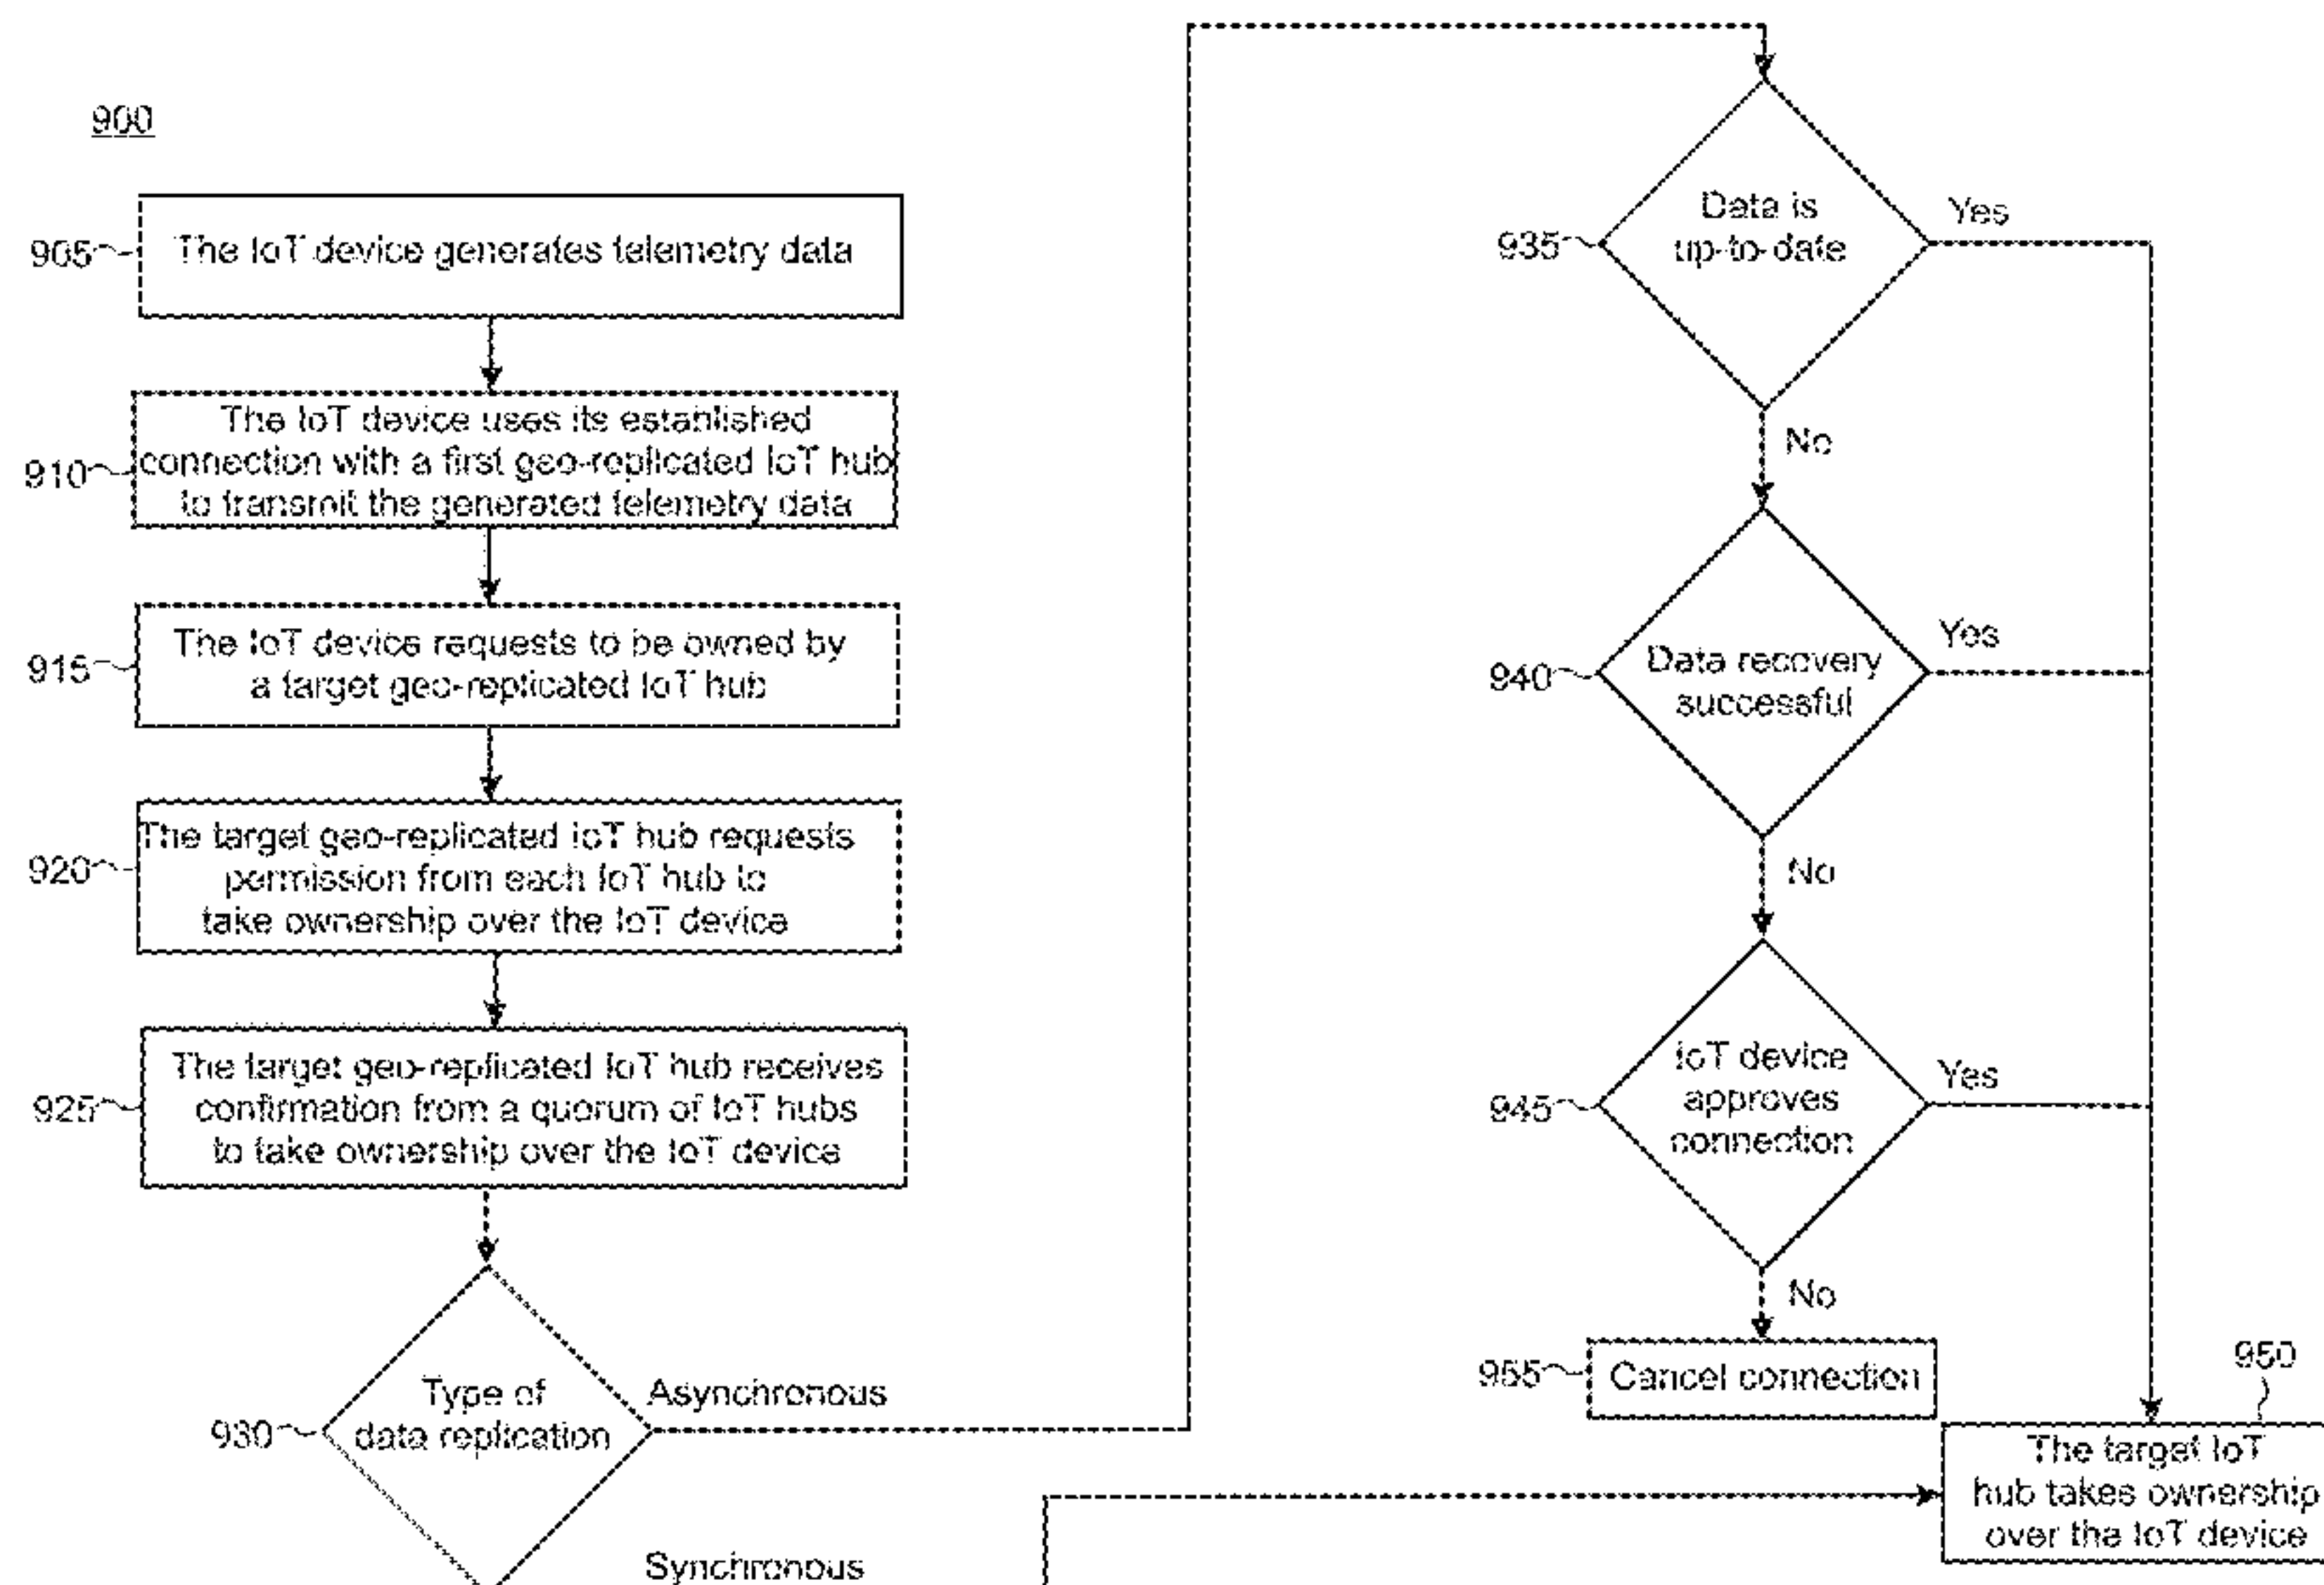 900
905
The IoT device generates telemetry data
910
The IoT device uses its established
connection with a first geo-replicated IoT hub
to transmit the generated telemetry data
915
The IoT device requests to be owned by
a target geo-replicated IoT hub
920
The target geo-replicated IoT hub requests
permission from each IoT hub to
take ownership over the IoT device
925
The target geo-replicated IoT hub receives
confirmation from a quorum of IoT hubs
to take ownership over the IoT device
930
Type of
data replication
Asynchronous
Synchronous
935
Data is
up-to-date
Yes
No
940
Data recovery
successful
Yes
No
945
IoT device
approves
connection
Yes
No
955
Cancel connection
950
The target IoT
hub takes ownership
over the IoT device